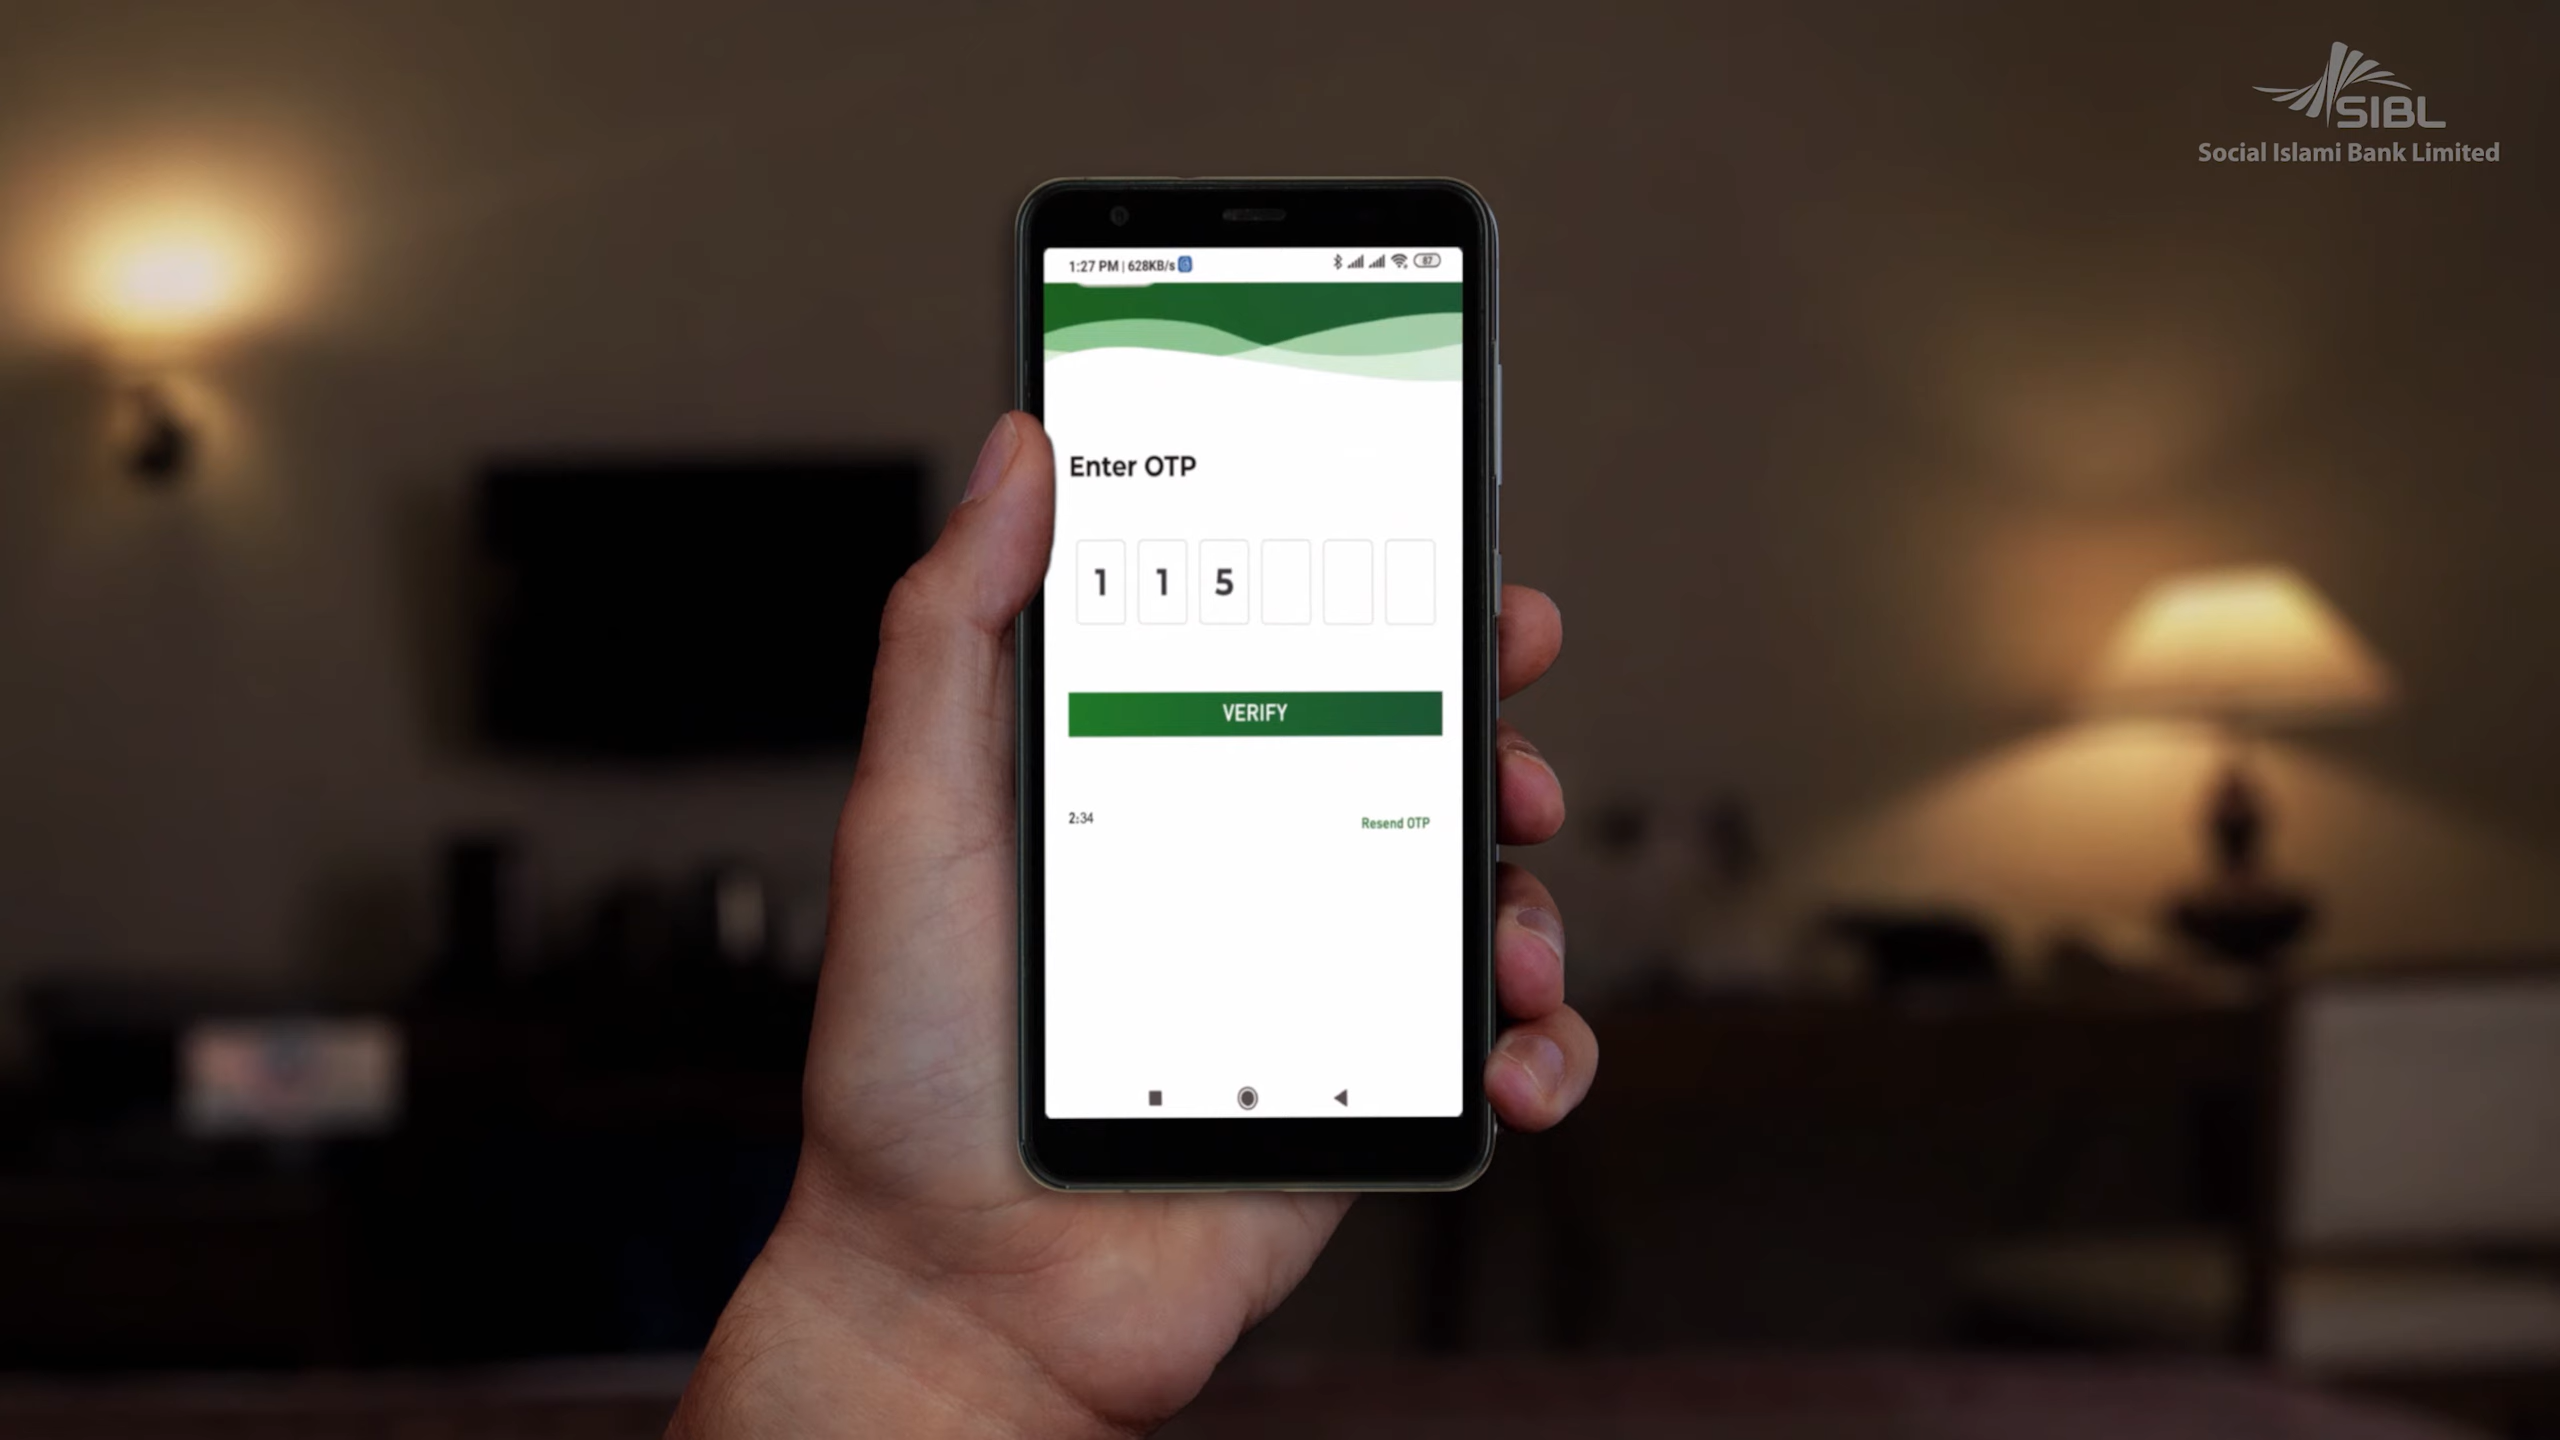 SIBL
Social Islami Bank Limited
1:27 PM | 628KB/s
87
Enter OTP
1 1 5
VERIFY
2:34
Resend OTP